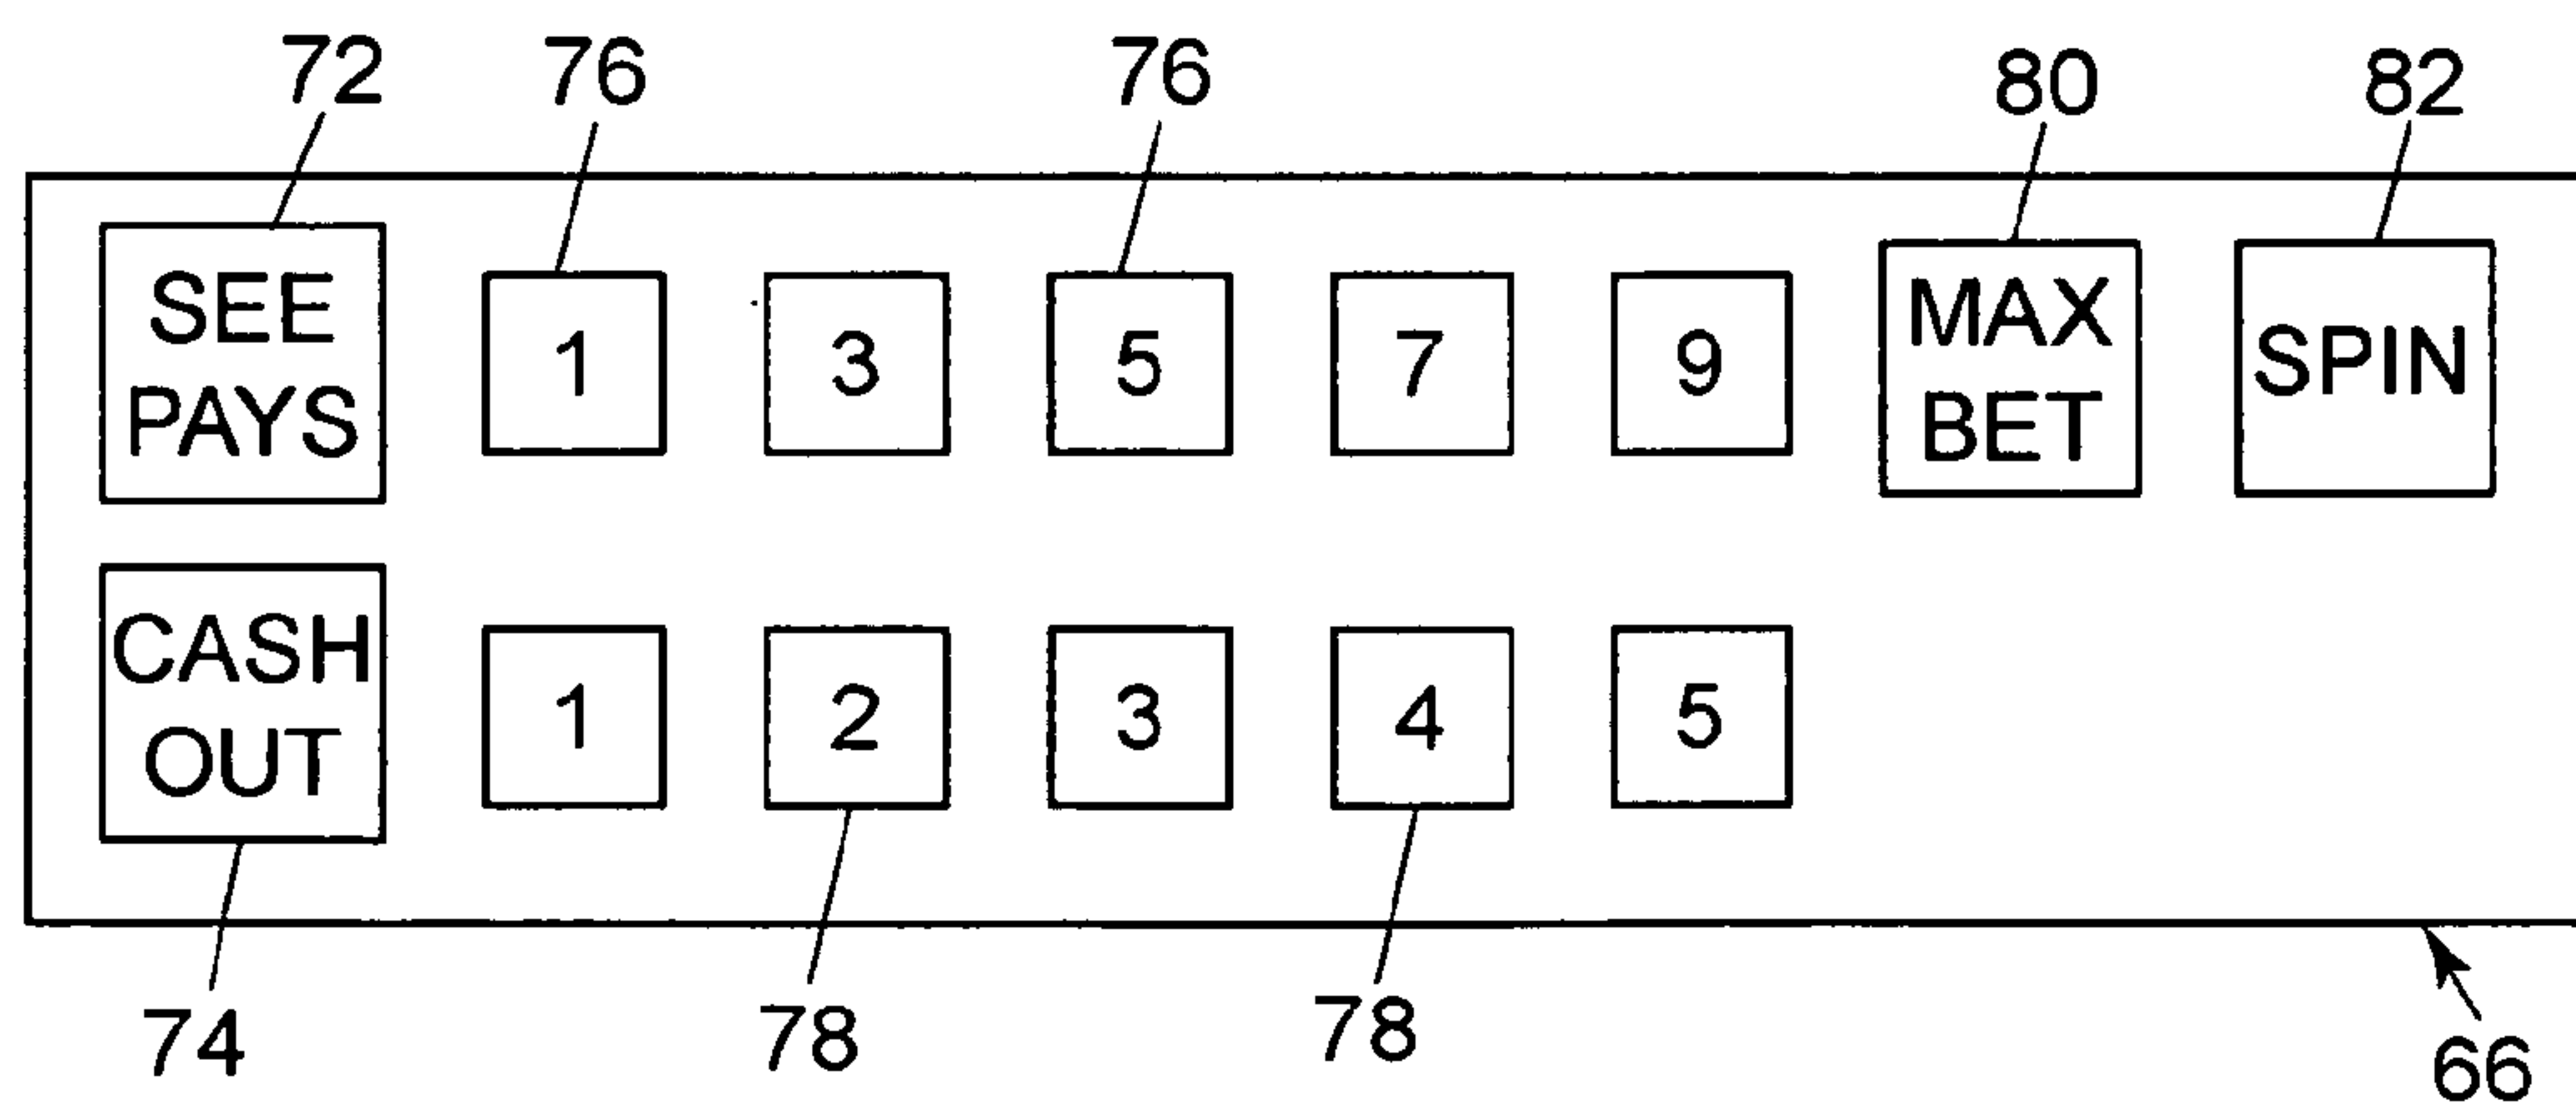 72 76 76 80 82
SEE
PAYS
1 3 5 7 9
MAX
BET
SPIN
CASH
OUT
1 2 3 4 5
74 78 78 66